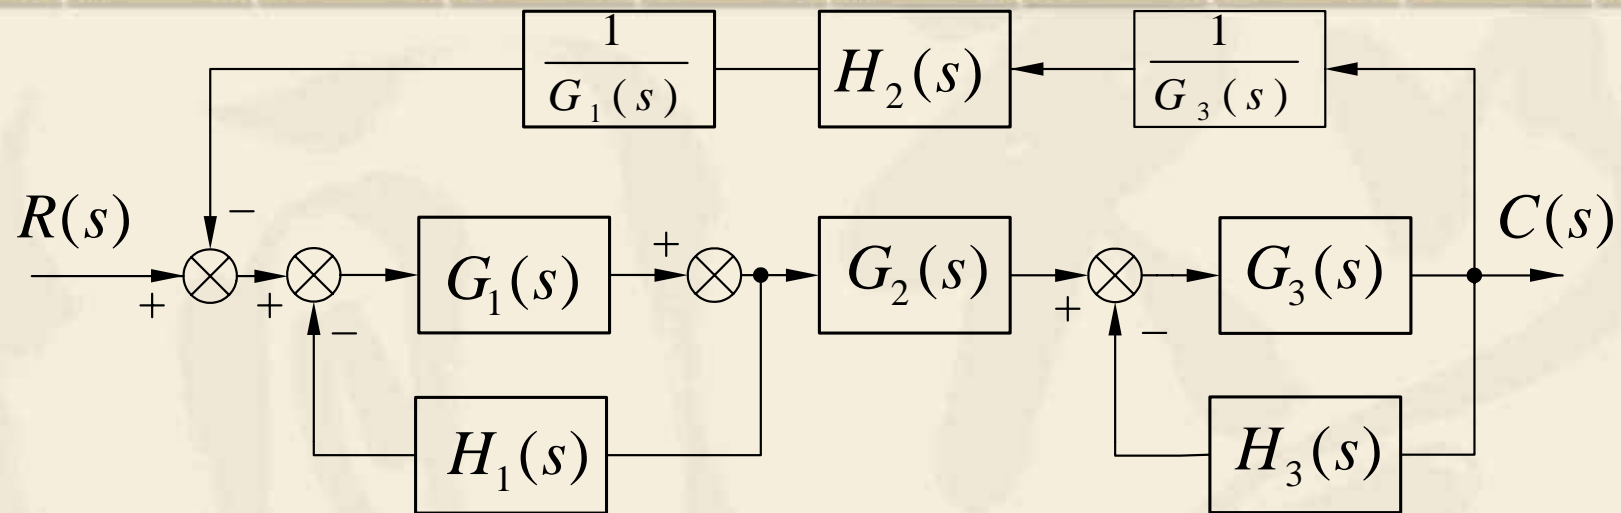 1/G₁(s) H₂(s) 1/G₃(s)
R(s) − C(s)
+ + − G₁(s) + G₂(s) + − G₃(s)
H₁(s) H₃(s)